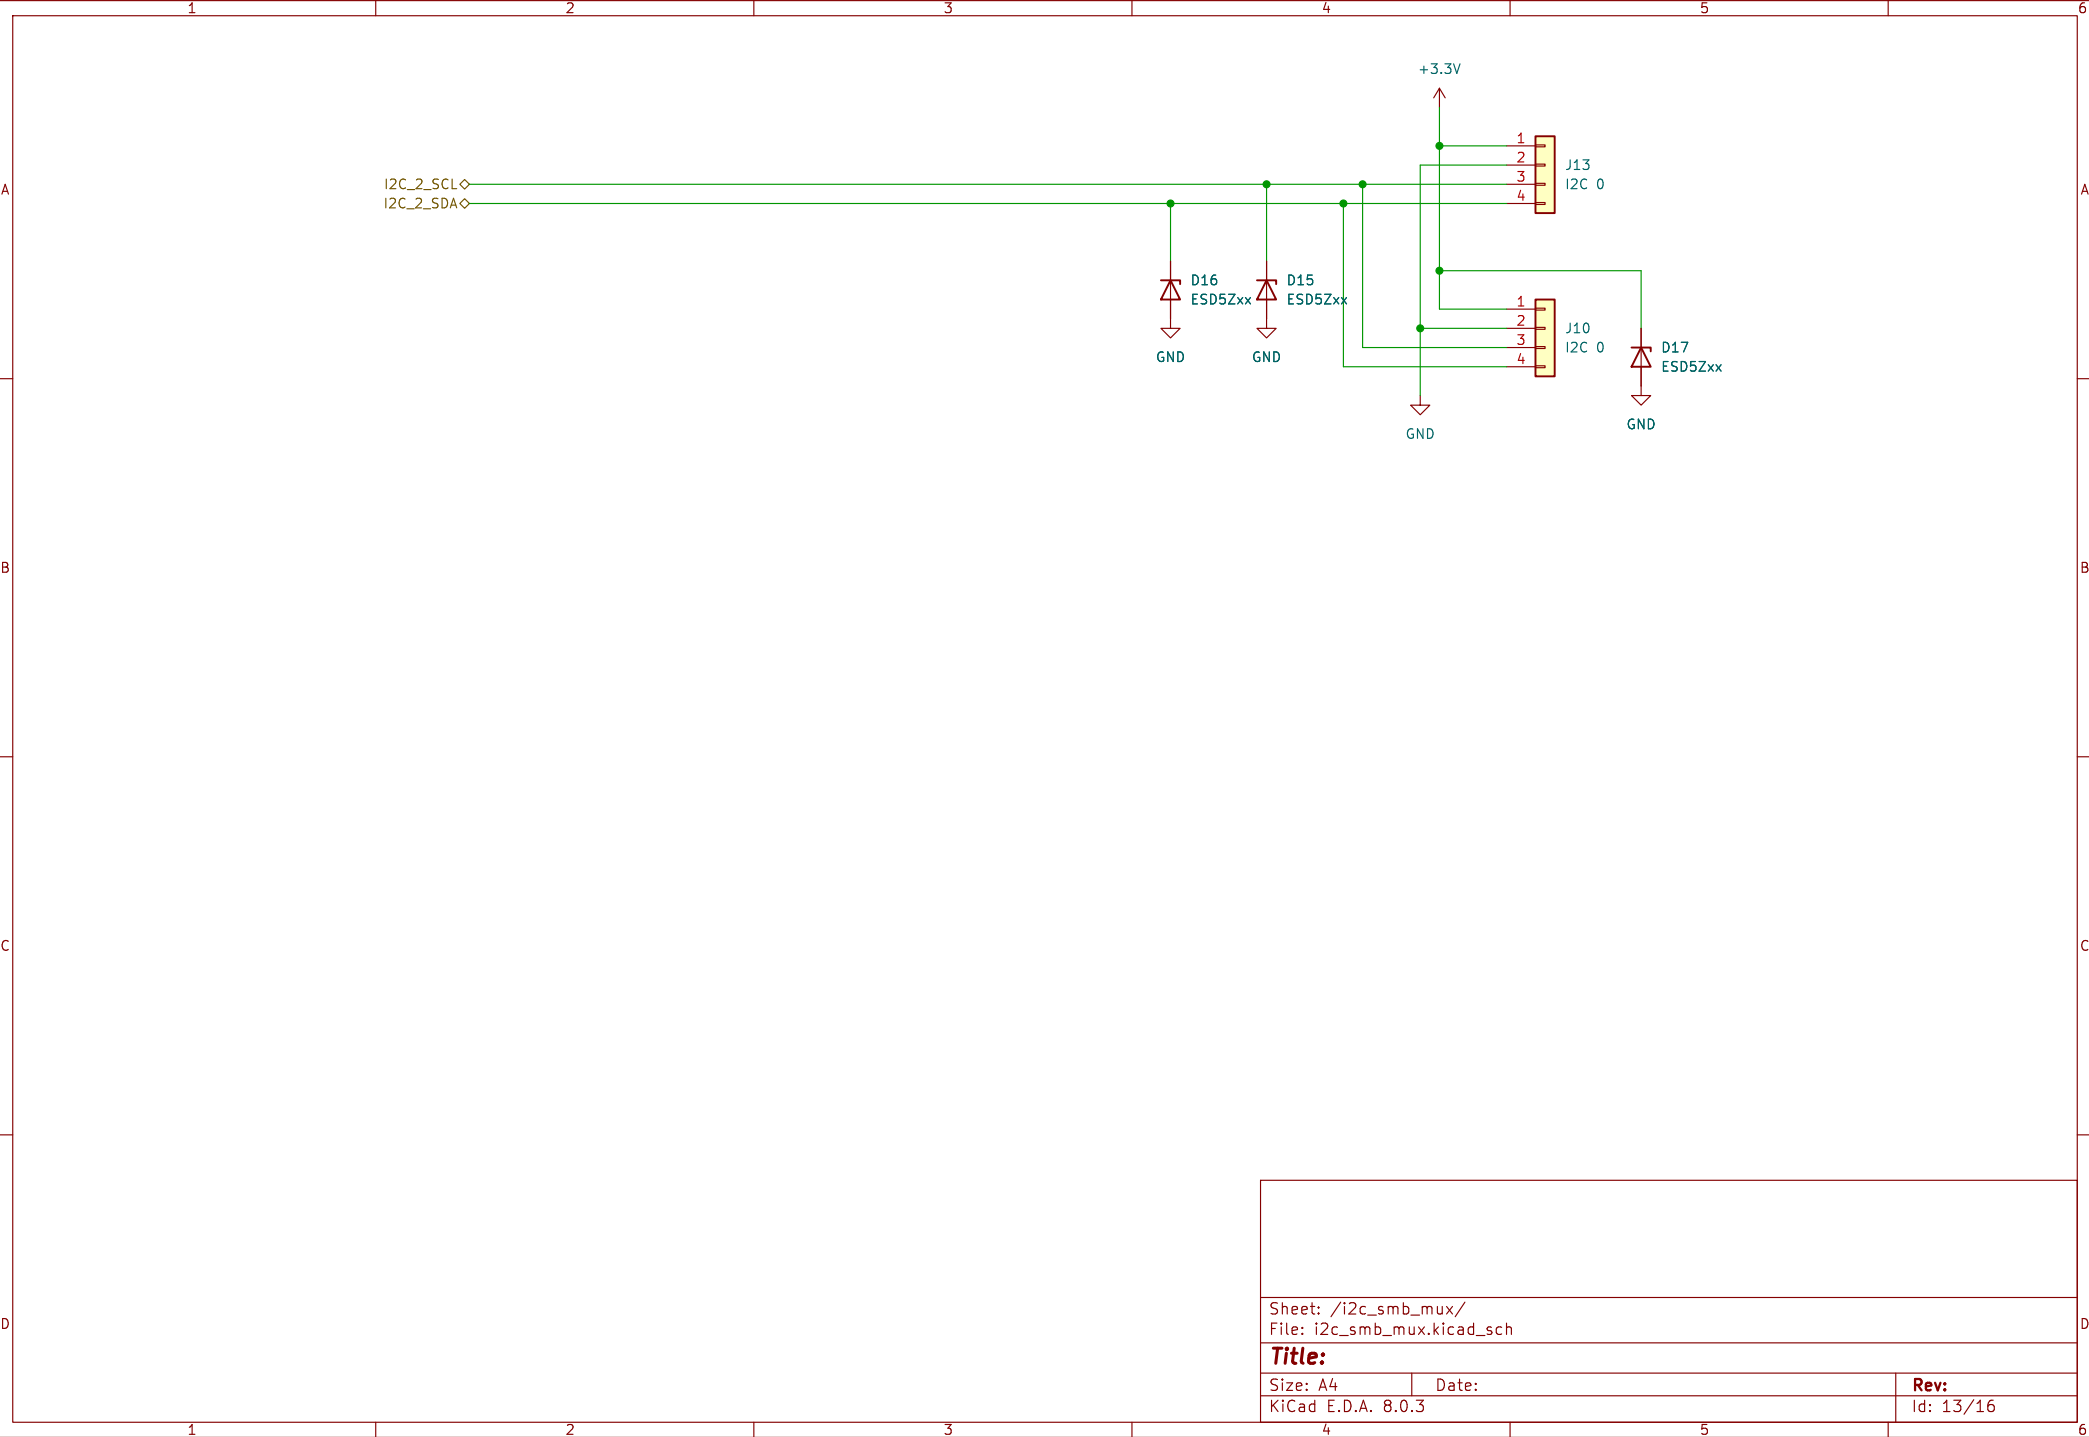 1 2 3 4 5 6
+3.3V
1
2
3
4
J13
I2C 0
A
I2C_2_SCL
I2C_2_SDA
A
D16
ESD5Zxx
GND
D15
ESD5Zxx
GND
1
2
3
4
J10
I2C 0
D17
ESD5Zxx
GND
GND
B
B
C
C
D
D
Sheet: /i2c_smb_mux/
File: i2c_smb_mux.kicad_sch
Title:
Size: A4
Date:
Rev:
KiCad E.D.A. 8.0.3
Id: 13/16
1 2 3 4 5 6